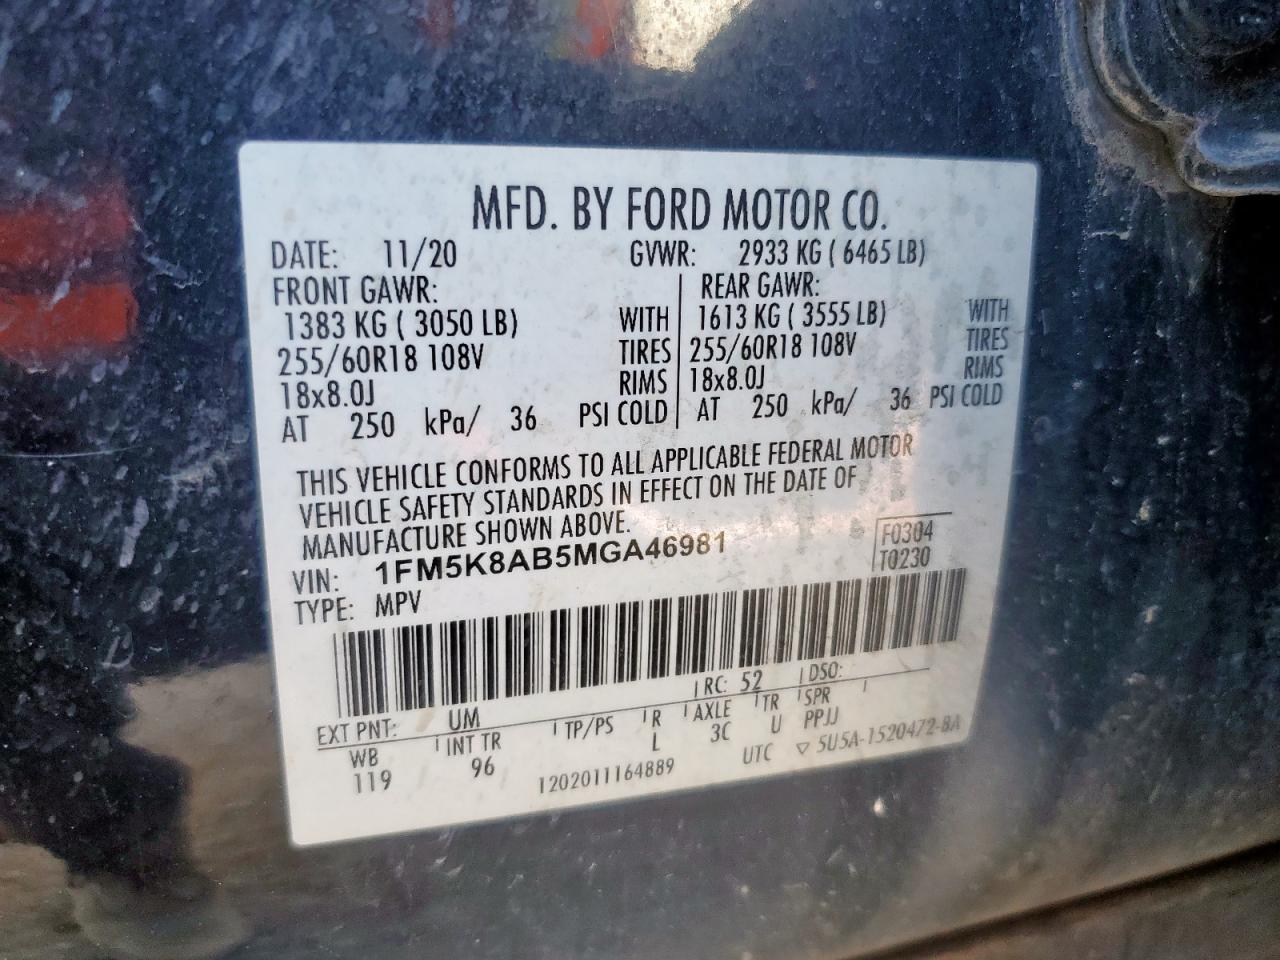 MFD. BY FORD MOTOR CO.
DATE: 11/20 GVWR: 2933 KG ( 6465 LB)
FRONT GAWR: REAR GAWR:
1383 KG ( 3050 LB) WITH 1613 KG ( 3555 LB) WITH
255/60R18 108V TIRES 255/60R18 108V TIRES
18x8.0J RIMS 18x8.0J RIMS
AT 250 kPa/ 36 PSI COLD AT 250 kPa/ 36 PSI COLD
THIS VEHICLE CONFORMS TO ALL APPLICABLE FEDERAL MOTOR
VEHICLE SAFETY STANDARDS IN EFFECT ON THE DATE OF
MANUFACTURE SHOWN ABOVE.
VIN: 1FM5K8AB5MGA46981 F0304
TYPE: MPV T0230
EXT PNT: UM RC: 52 DSO:
WB INT TR TP/PS R AXLE TR SPR
119 96 L 3C U PPJJ
1202011164889 UTC ▽ 5U5A-1520472-BA